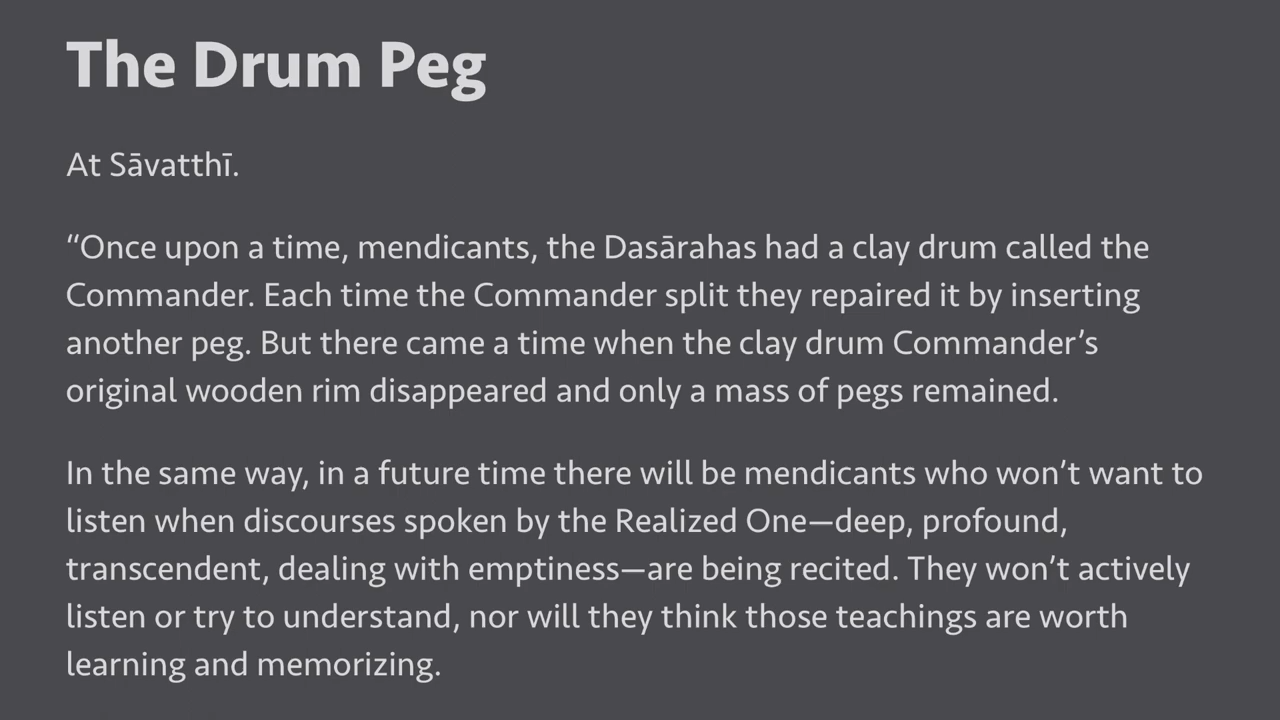 The Drum Peg
At Sāvatthī.
“Once upon a time, mendicants, the Dasārahas had a clay drum called the
Commander. Each time the Commander split they repaired it by inserting
another peg. But there came a time when the clay drum Commander’s
original wooden rim disappeared and only a mass of pegs remained.
In the same way, in a future time there will be mendicants who won’t want to
listen when discourses spoken by the Realized One—deep, profound,
transcendent, dealing with emptiness—are being recited. They won’t actively
listen or try to understand, nor will they think those teachings are worth
learning and memorizing.